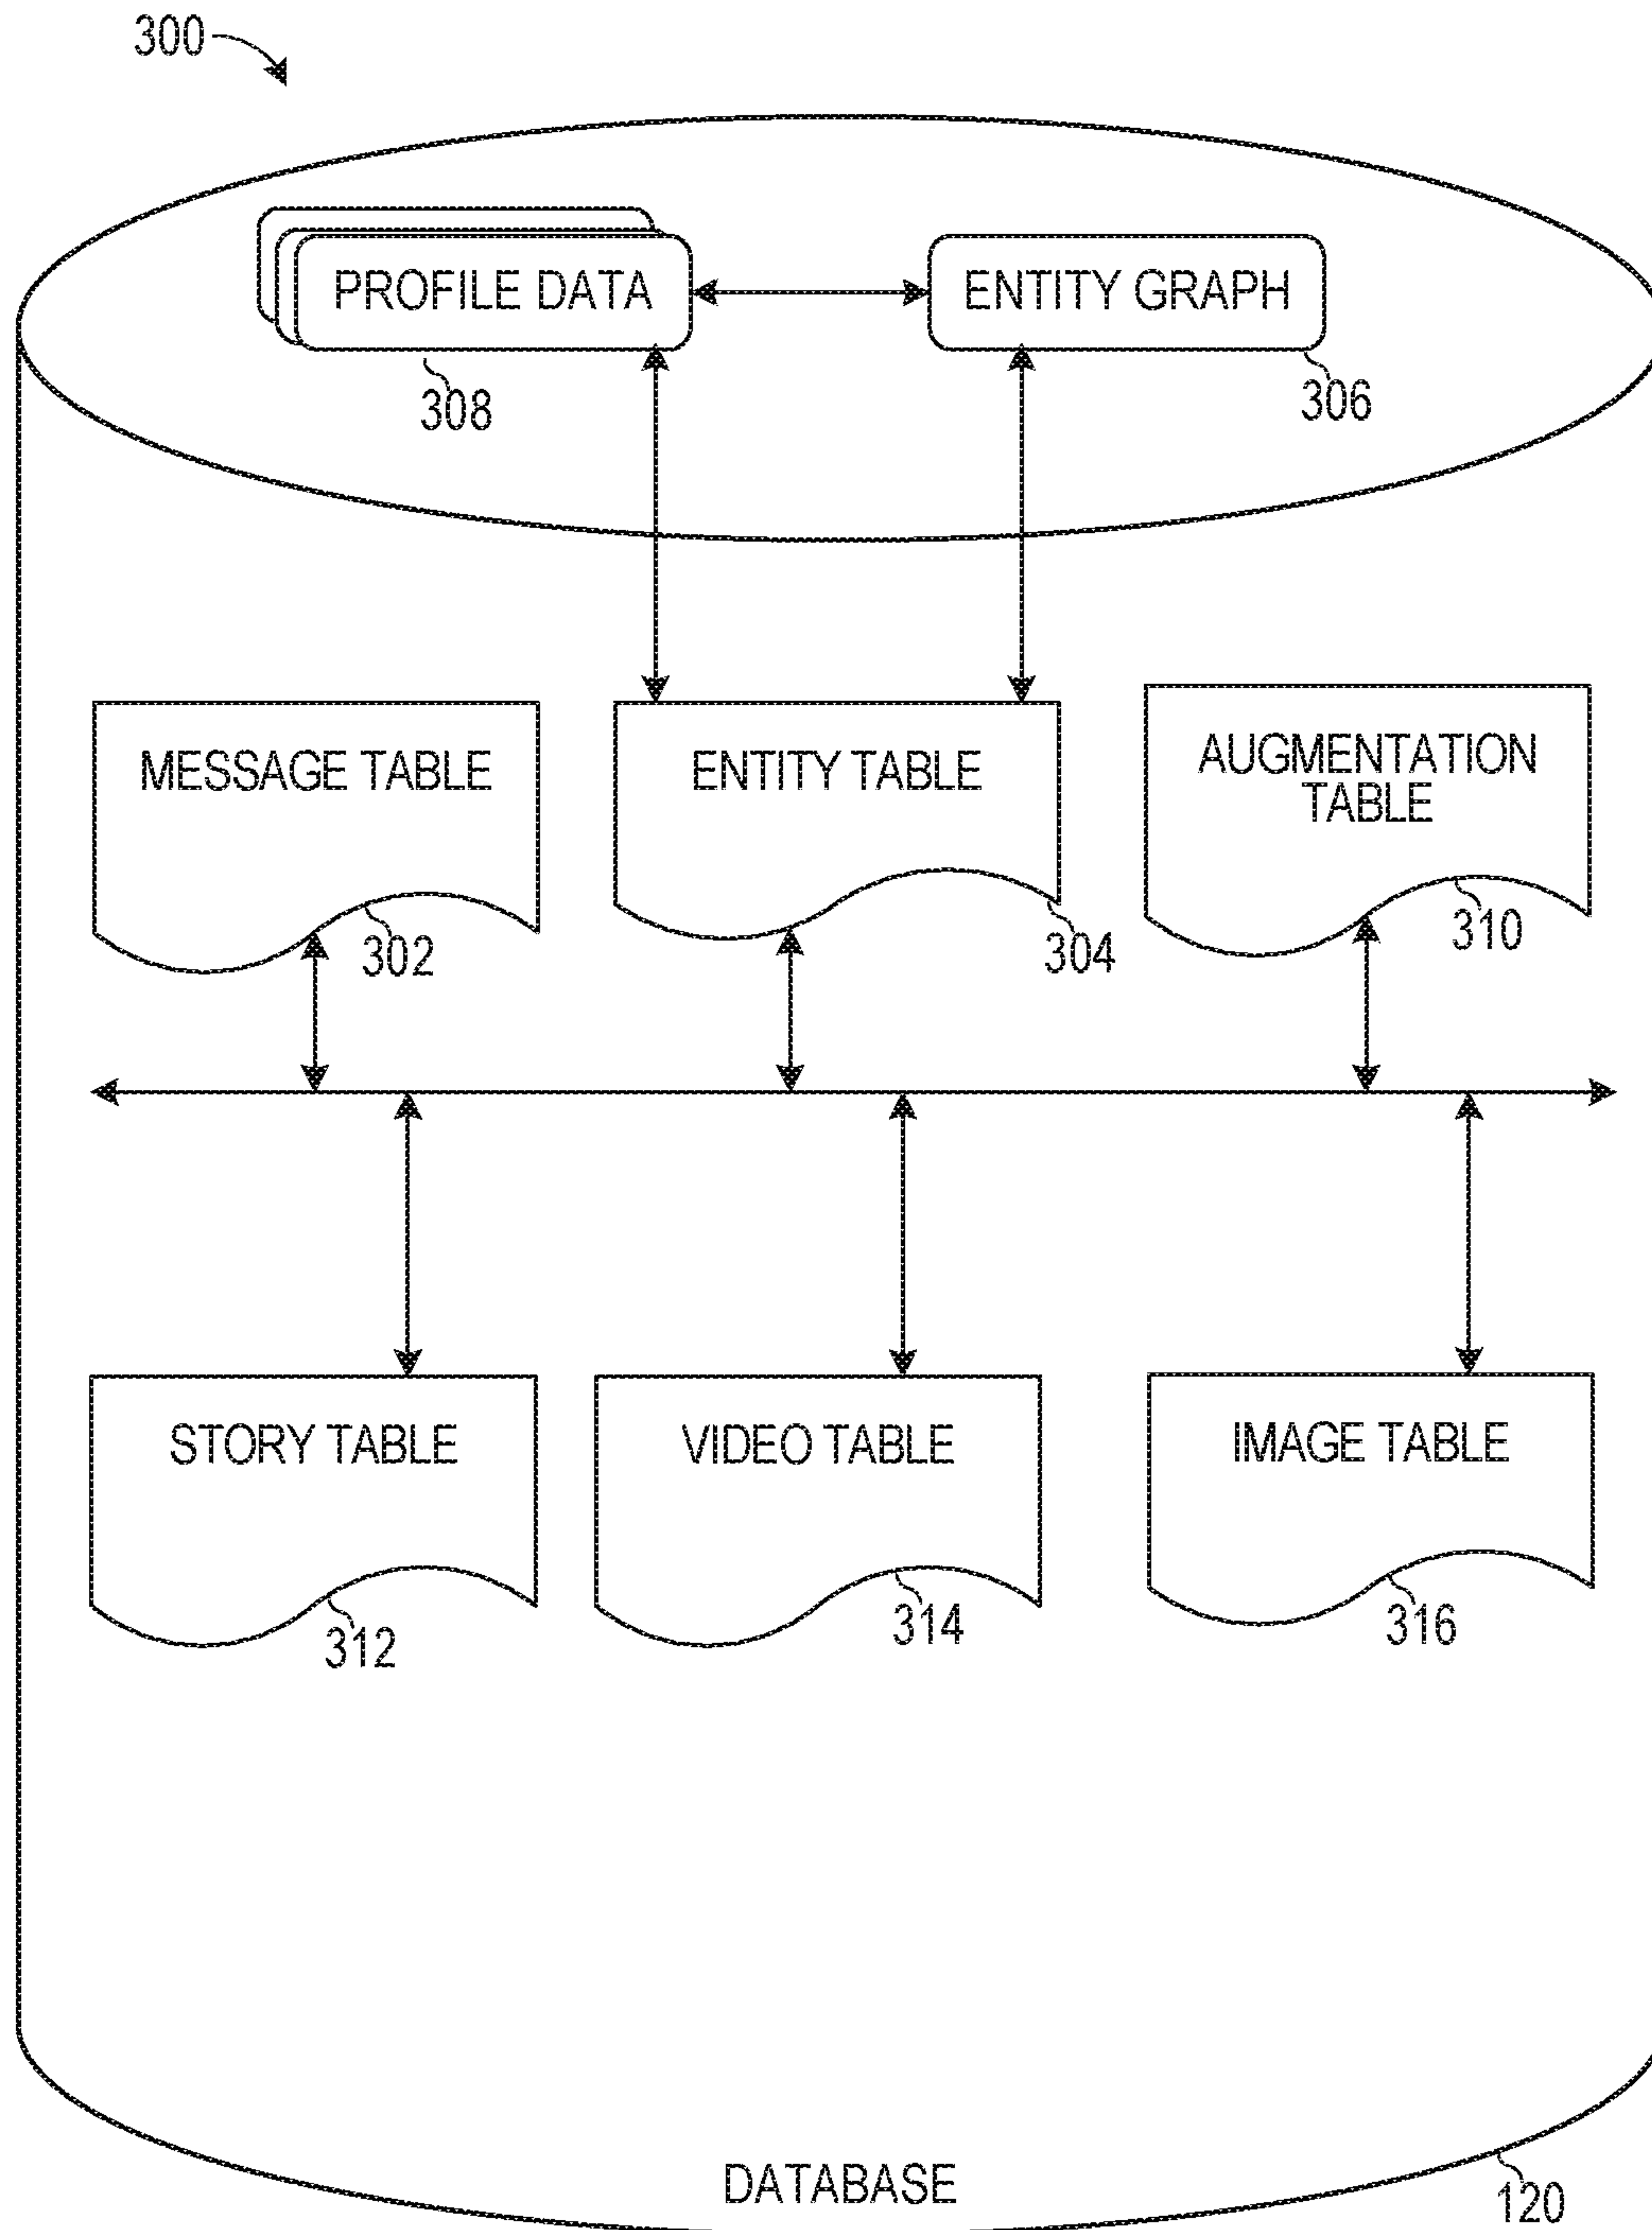 300
PROFILE DATA
ENTITY GRAPH
308
306
MESSAGE TABLE
ENTITY TABLE
AUGMENTATION
TABLE
302
304
310
STORY TABLE
VIDEO TABLE
IMAGE TABLE
312
314
316
DATABASE
120